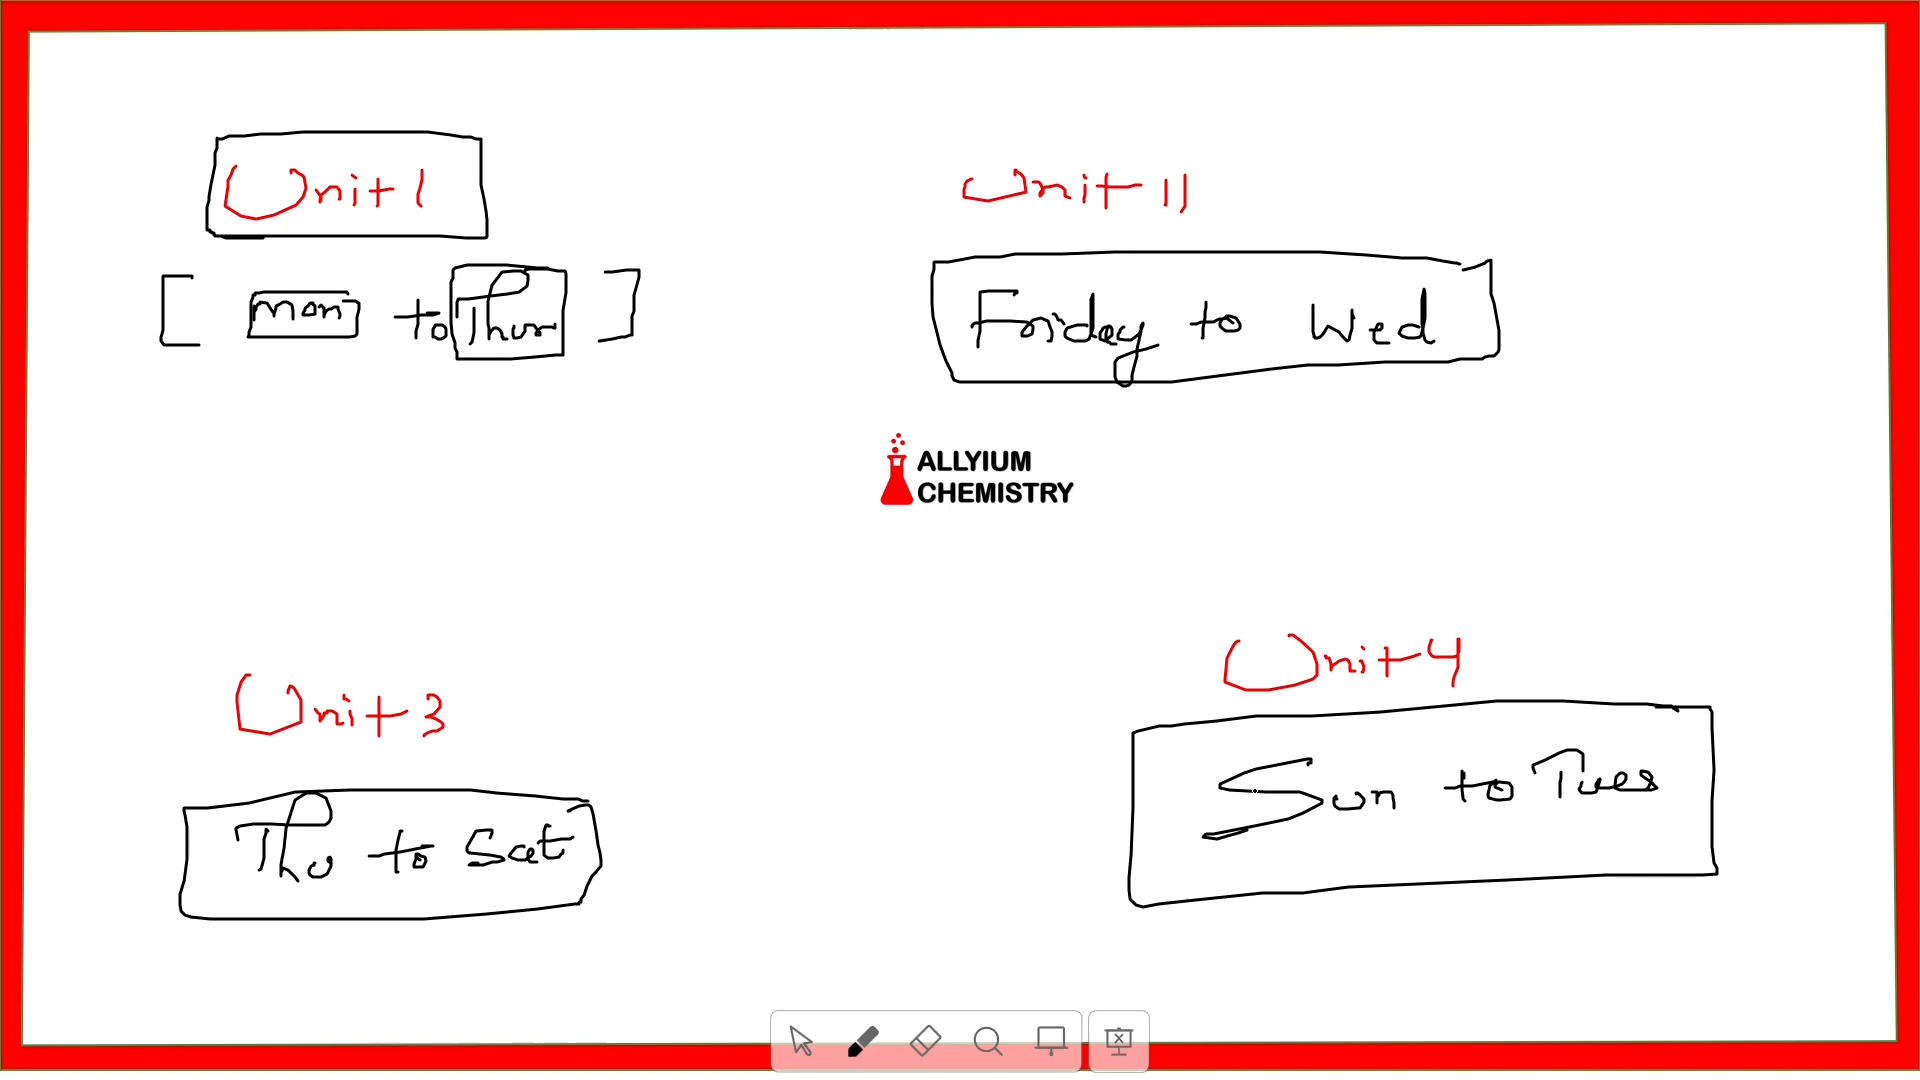 Unit 1
[ mon to Thur ]
Unit 11
Friday to Wed
ALLYIUM
CHEMISTRY
Unit 3
Thu to Sat
Unit 4
Sun to Tues